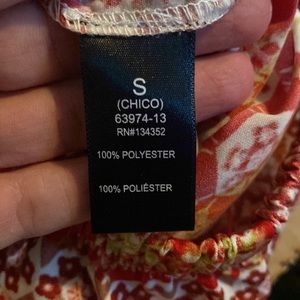 S
(CHICO)
63974-13
RN#134352
100% POLYESTER
100% POLIÉSTER